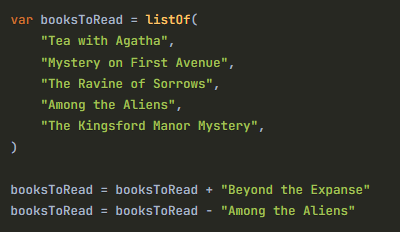 var booksToRead = listOf(
    "Tea with Agatha",
    "Mystery on First Avenue",
    "The Ravine of Sorrows",
    "Among the Aliens",
    "The Kingsford Manor Mystery",
)

booksToRead = booksToRead + "Beyond the Expanse"
booksToRead = booksToRead - "Among the Aliens"